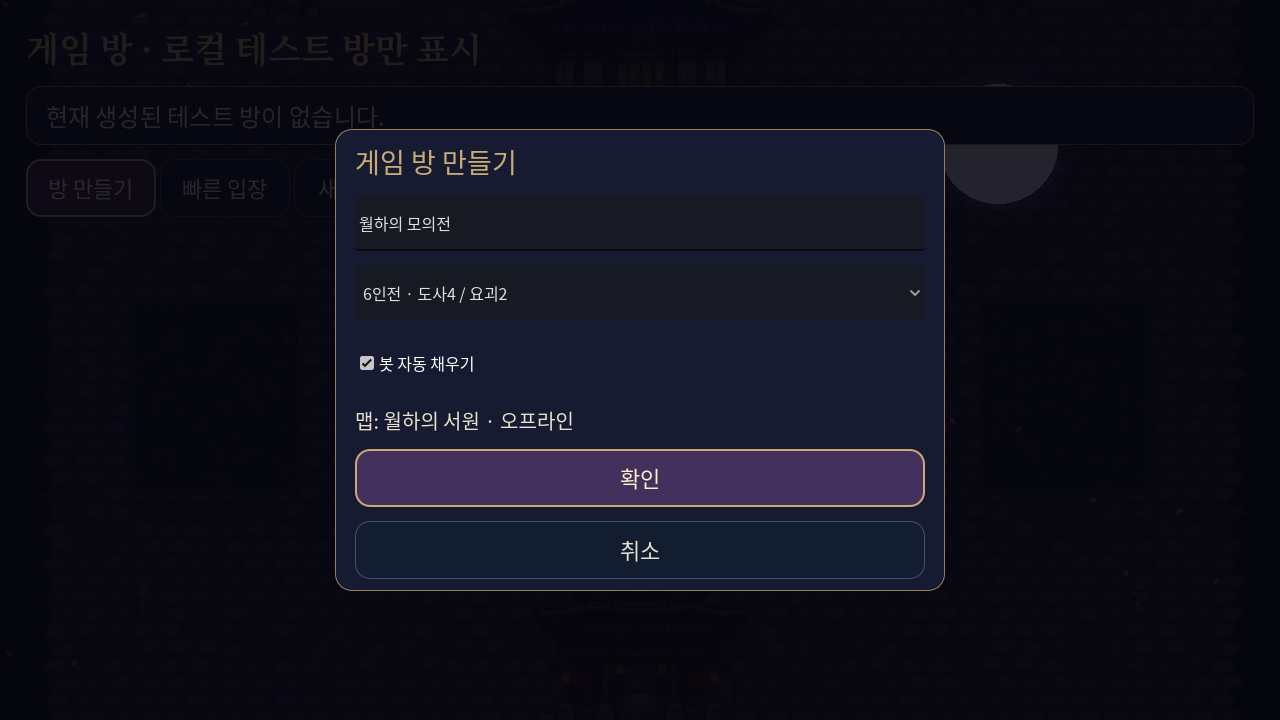 게임 방 · 로컬 테스트 방만 표시
현재 생성된 테스트 방이 없습니다.
방 만들기
빠른 입장
새
게임 방 만들기
월하의 모의전
6인전 · 도사4 / 요괴2
봇 자동 채우기
맵: 월하의 서원 · 오프라인
확인
취소